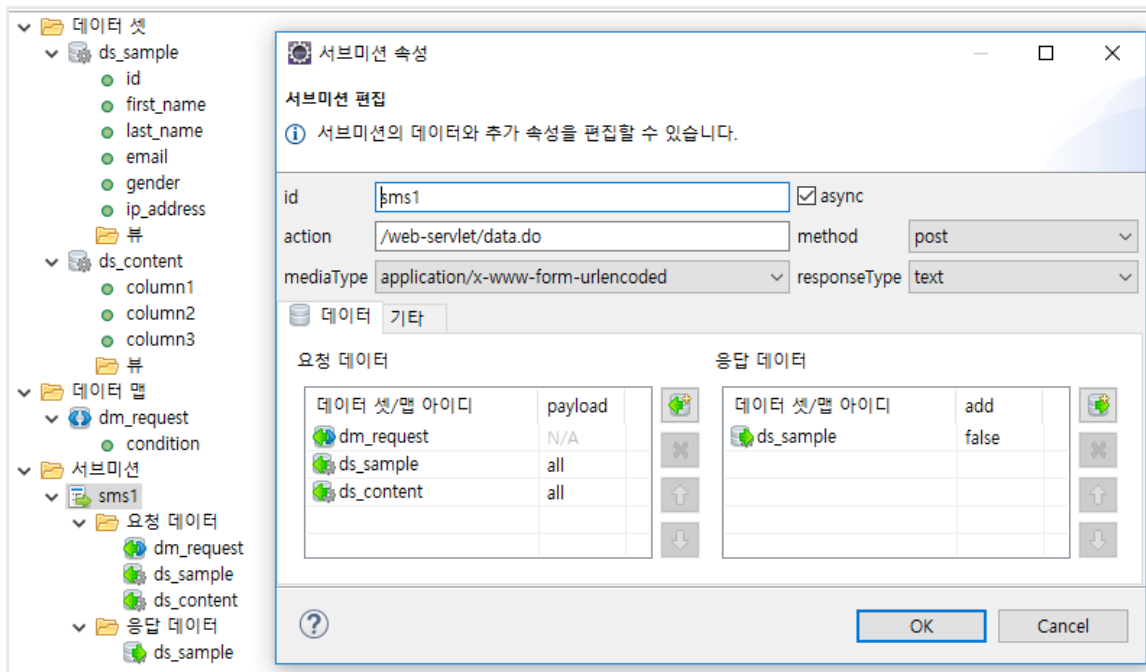 데이터 셋
ds_sample
id
first_name
last_name
email
gender
ip_address
뷰
ds_content
column1
column2
column3
뷰
데이터 맵
dm_request
condition
서브미션
sms1
요청 데이터
dm_request
ds_sample
ds_content
응답 데이터
ds_sample
서브미션 속성
서브미션 편집
서브미션의 데이터와 추가 속성을 편집할 수 있습니다.
id sms1 async
action /web-servlet/data.do method post
mediaType application/x-www-form-urlencoded responseType text
데이터 기타
요청 데이터 응답 데이터
데이터 셋/맵 아이디 payload 데이터 셋/맵 아이디 add
dm_request N/A ds_sample false
ds_sample all
ds_content all
? OK Cancel